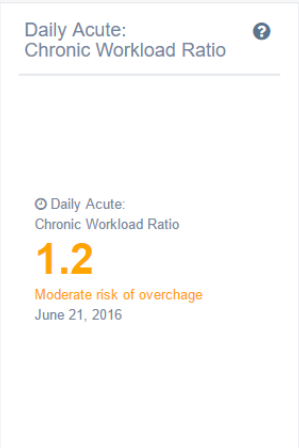 Daily Acute:
Chronic Workload Ratio
Daily Acute:
Chronic Workload Ratio
1.2
Moderate risk of overchage
June 21, 2016